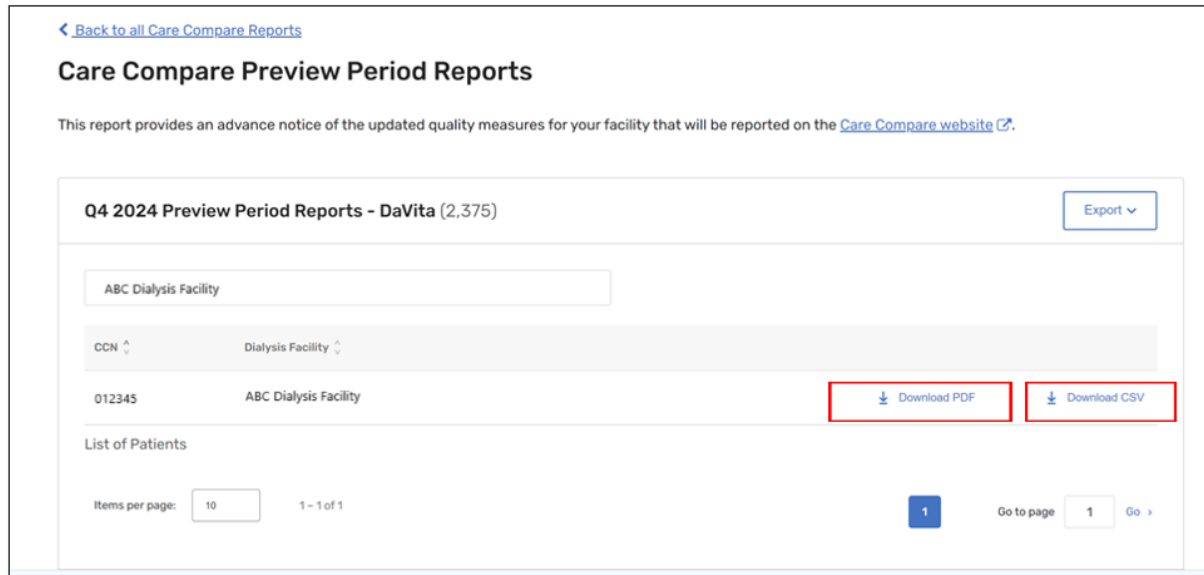 Back to all Care Compare Reports
Care Compare Preview Period Reports
This report provides an advance notice of the updated quality measures for your facility that will be reported on the Care Compare website.
Q4 2024 Preview Period Reports - DaVita (2,375)
Export
ABC Dialysis Facility
CCN Dialysis Facility
012345 ABC Dialysis Facility Download PDF Download CSV
List of Patients
Items per page: 10 1 – 1 of 1 1 Go to page 1 Go ›